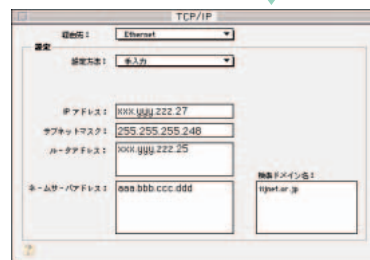 TCP/IP
経由先: Ethernet
設定
設定方法: 手入力
IPアドレス: xxx.yyy.zzz.27
サブネットマスク: 255.255.255.248
ルータアドレス: xxx.yyy.zzz.25
検索ドメイン名:
ネームサーバアドレス: aaa.bbb.ccc.ddd
iijnet.or.jp
?